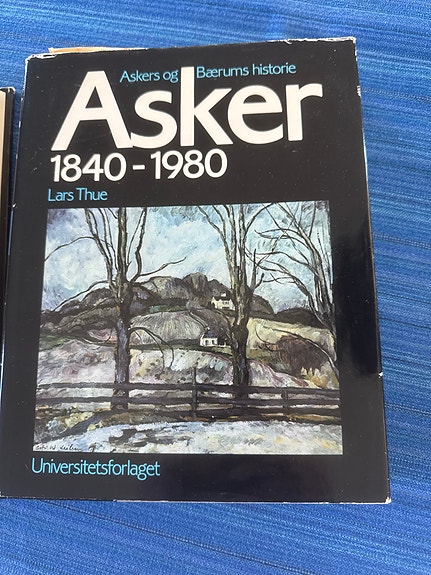 Askers og Bærums historie
Asker
1840-1980
Lars Thue
Universitetsforlaget